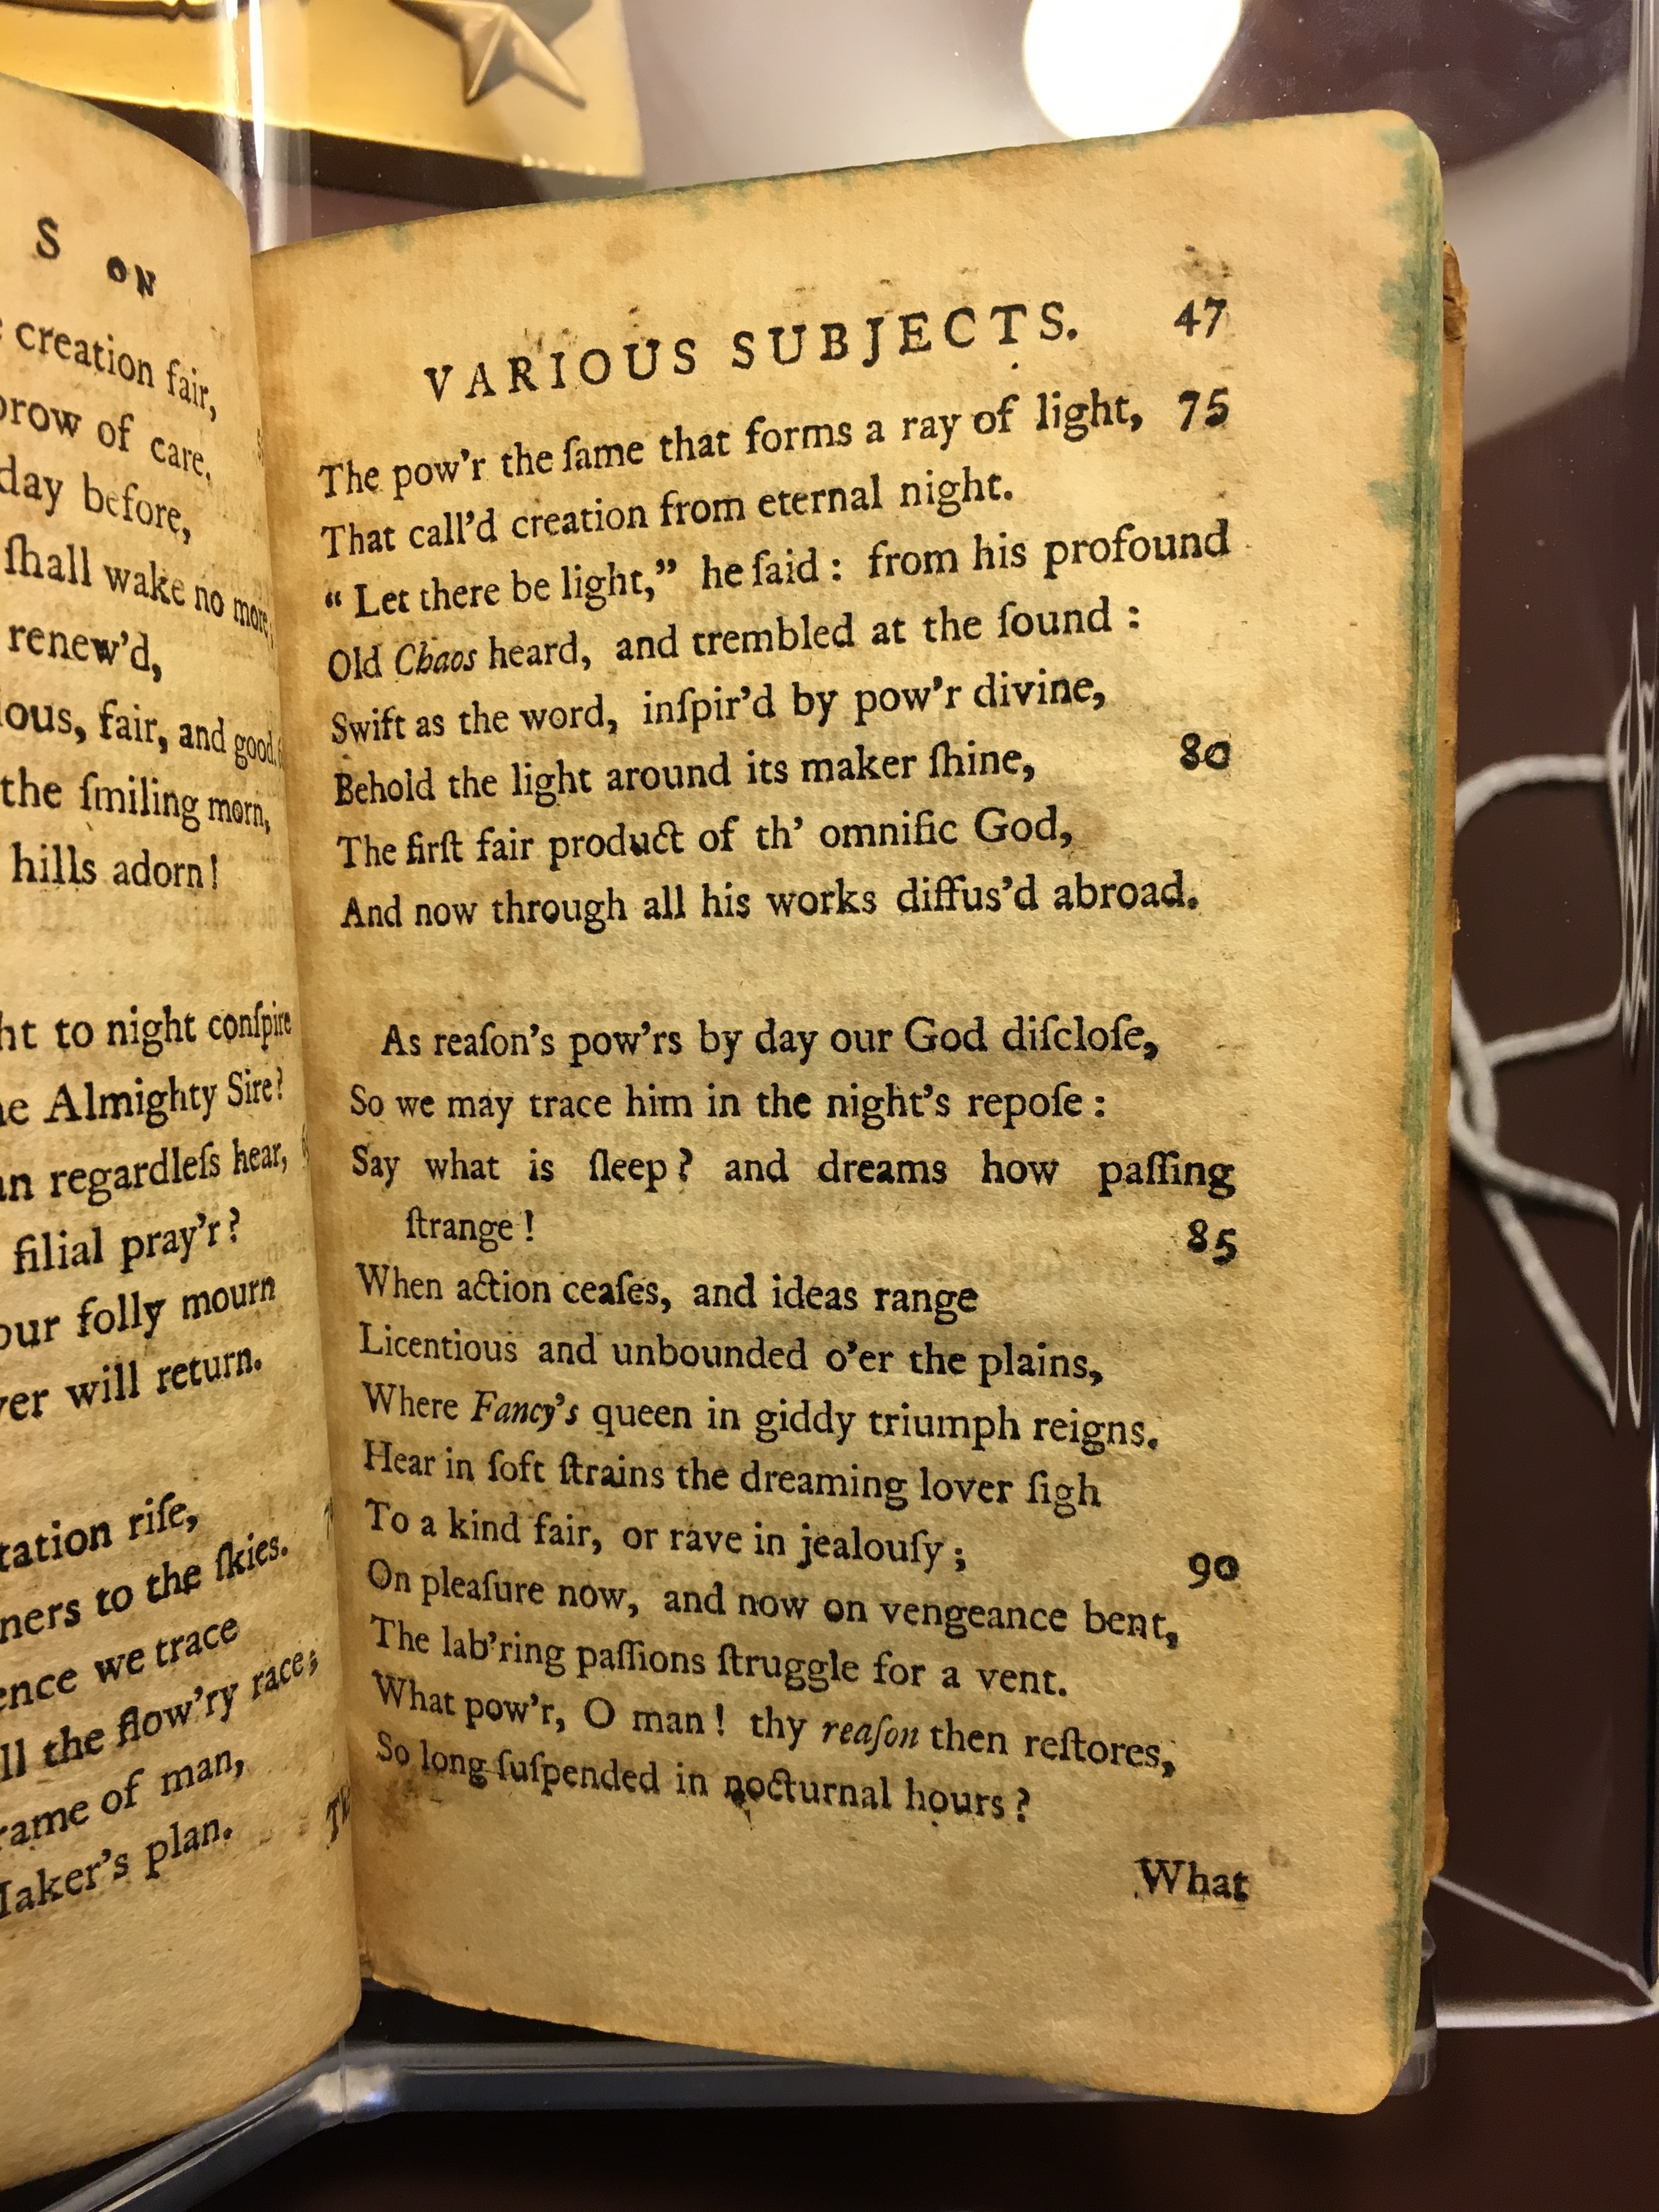 S ON
creation fair,
brow of care.
day before,
ſhall wake no more
renew'd,
fair, and good,
the ſmiling morn,
hills adorn!
to night conſpire
Almighty Sire?
regardleſs hear,
filial pray'r?
our folly mourn
will return.
riſe,
to the ſkies.
we trace
the flow'ry race;
of man,
plan.
VARIOUS SUBJECTS. 47
The pow'r the ſame that forms a ray of light, 75
That call'd creation from eternal night.
“ Let there be light,” he ſaid : from his profound
Old Chaos heard, and trembled at the ſound :
Swift as the word, inſpir'd by pow'r divine,
Behold the light around its maker ſhine, 80
The firſt fair product of th' omnific God,
And now through all his works diffus'd abroad.
As reaſon's pow'rs by day our God diſcloſe,
So we may trace him in the night's repoſe :
Say what is ſleep ? and dreams how paſſing
ſtrange ! 85
When action ceaſes, and ideas range
Licentious and unbounded o'er the plains,
Where Fancy's queen in giddy triumph reigns.
Hear in ſoft ſtrains the dreaming lover ſigh
To a kind fair, or rave in jealouſy ; 90
On pleaſure now, and now on vengeance bent,
The lab'ring paſſions ſtruggle for a vent.
What pow'r, O man ! thy reaſon then reſtores,
So long ſuſpended in nocturnal hours ?
What